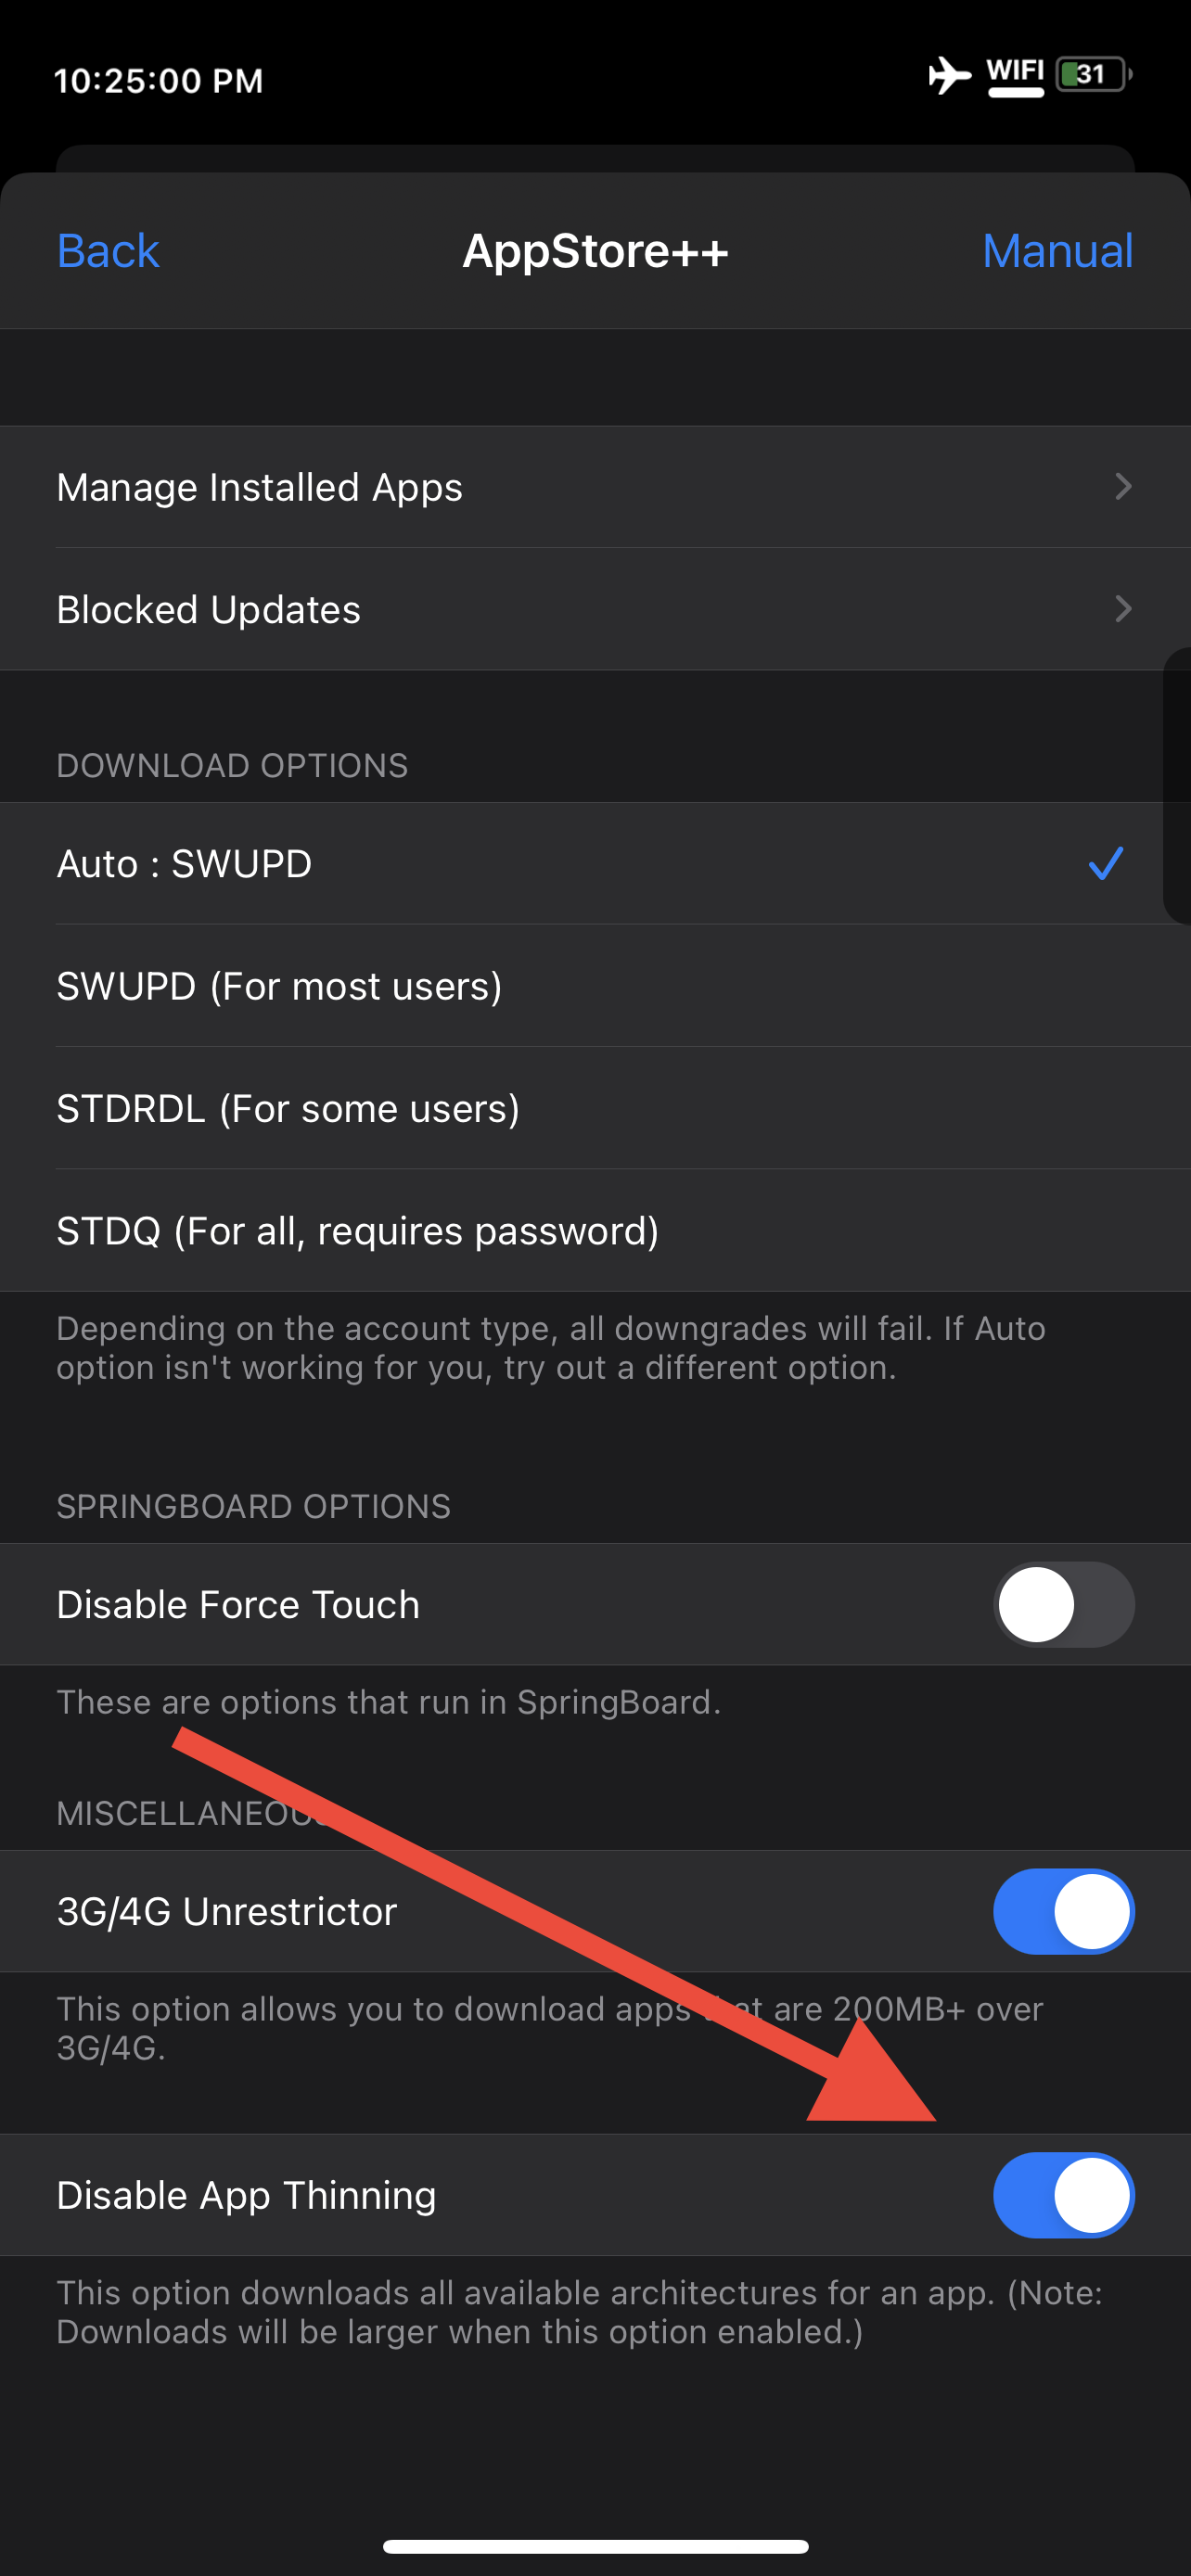 10:25:00 PM WIFI 31
Back AppStore++ Manual
Manage Installed Apps
Blocked Updates
DOWNLOAD OPTIONS
Auto : SWUPD
SWUPD (For most users)
STDRDL (For some users)
STDQ (For all, requires password)
Depending on the account type, all downgrades will fail. If Auto
option isn't working for you, try out a different option.
SPRINGBOARD OPTIONS
Disable Force Touch
These are options that run in SpringBoard.
MISCELLANEOUS
3G/4G Unrestrictor
This option allows you to download apps that are 200MB+ over
3G/4G.
Disable App Thinning
This option downloads all available architectures for an app. (Note:
Downloads will be larger when this option enabled.)